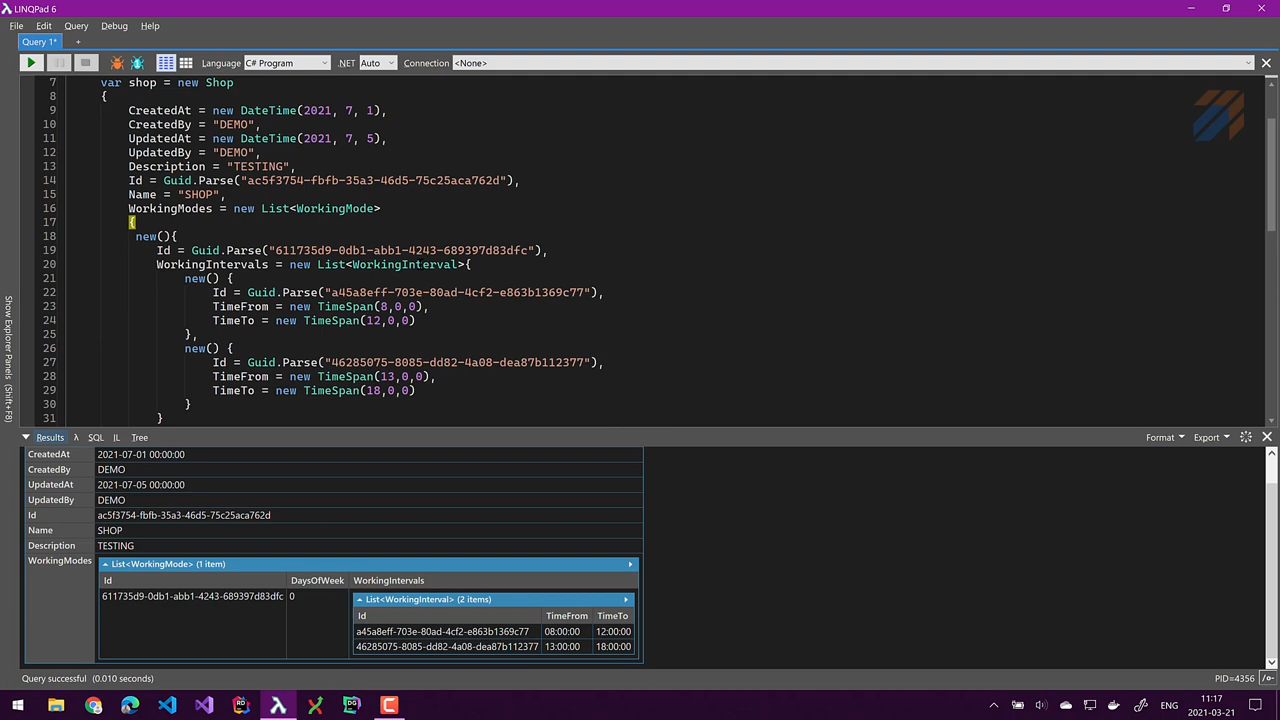 LINQPad 6
File Edit Query Debug Help
Query 1* +
Language C# Program .NET Auto Connection <None>
7 var shop = new Shop
8 {
9 CreatedAt = new DateTime(2021, 7, 1),
10 CreatedBy = "DEMO",
11 UpdatedAt = new DateTime(2021, 7, 5),
12 UpdatedBy = "DEMO",
13 Description = "TESTING",
14 Id = Guid.Parse("ac5f3754-fbfb-35a3-46d5-75c25aca762d"),
15 Name = "SHOP",
16 WorkingModes = new List<WorkingMode>
17 {
18 new(){
19 Id = Guid.Parse("611735d9-0db1-abb1-4243-689397d83dfc"),
20 WorkingIntervals = new List<WorkingInterval>{
21 new() {
22 Id = Guid.Parse("a45a8eff-703e-80ad-4cf2-e863b1369c77"),
23 TimeFrom = new TimeSpan(8,0,0),
24 TimeTo = new TimeSpan(12,0,0)
25 },
26 new() {
27 Id = Guid.Parse("46285075-8085-dd82-4a08-dea87b112377"),
28 TimeFrom = new TimeSpan(13,0,0),
29 TimeTo = new TimeSpan(18,0,0)
30 }
31 }
Show Explorer Panels (Shift+F8)
Results λ SQL IL Tree Format Export
CreatedAt 2021-07-01 00:00:00
CreatedBy DEMO
UpdatedAt 2021-07-05 00:00:00
UpdatedBy DEMO
Id ac5f3754-fbfb-35a3-46d5-75c25aca762d
Name SHOP
Description TESTING
WorkingModes List<WorkingMode> (1 item)
Id DaysOfWeek WorkingIntervals
611735d9-0db1-abb1-4243-689397d83dfc 0 List<WorkingInterval> (2 items)
Id TimeFrom TimeTo
a45a8eff-703e-80ad-4cf2-e863b1369c77 08:00:00 12:00:00
46285075-8085-dd82-4a08-dea87b112377 13:00:00 18:00:00
Query successful (0.010 seconds) PID=4356 /o-
ENG 11:17
2021-03-21